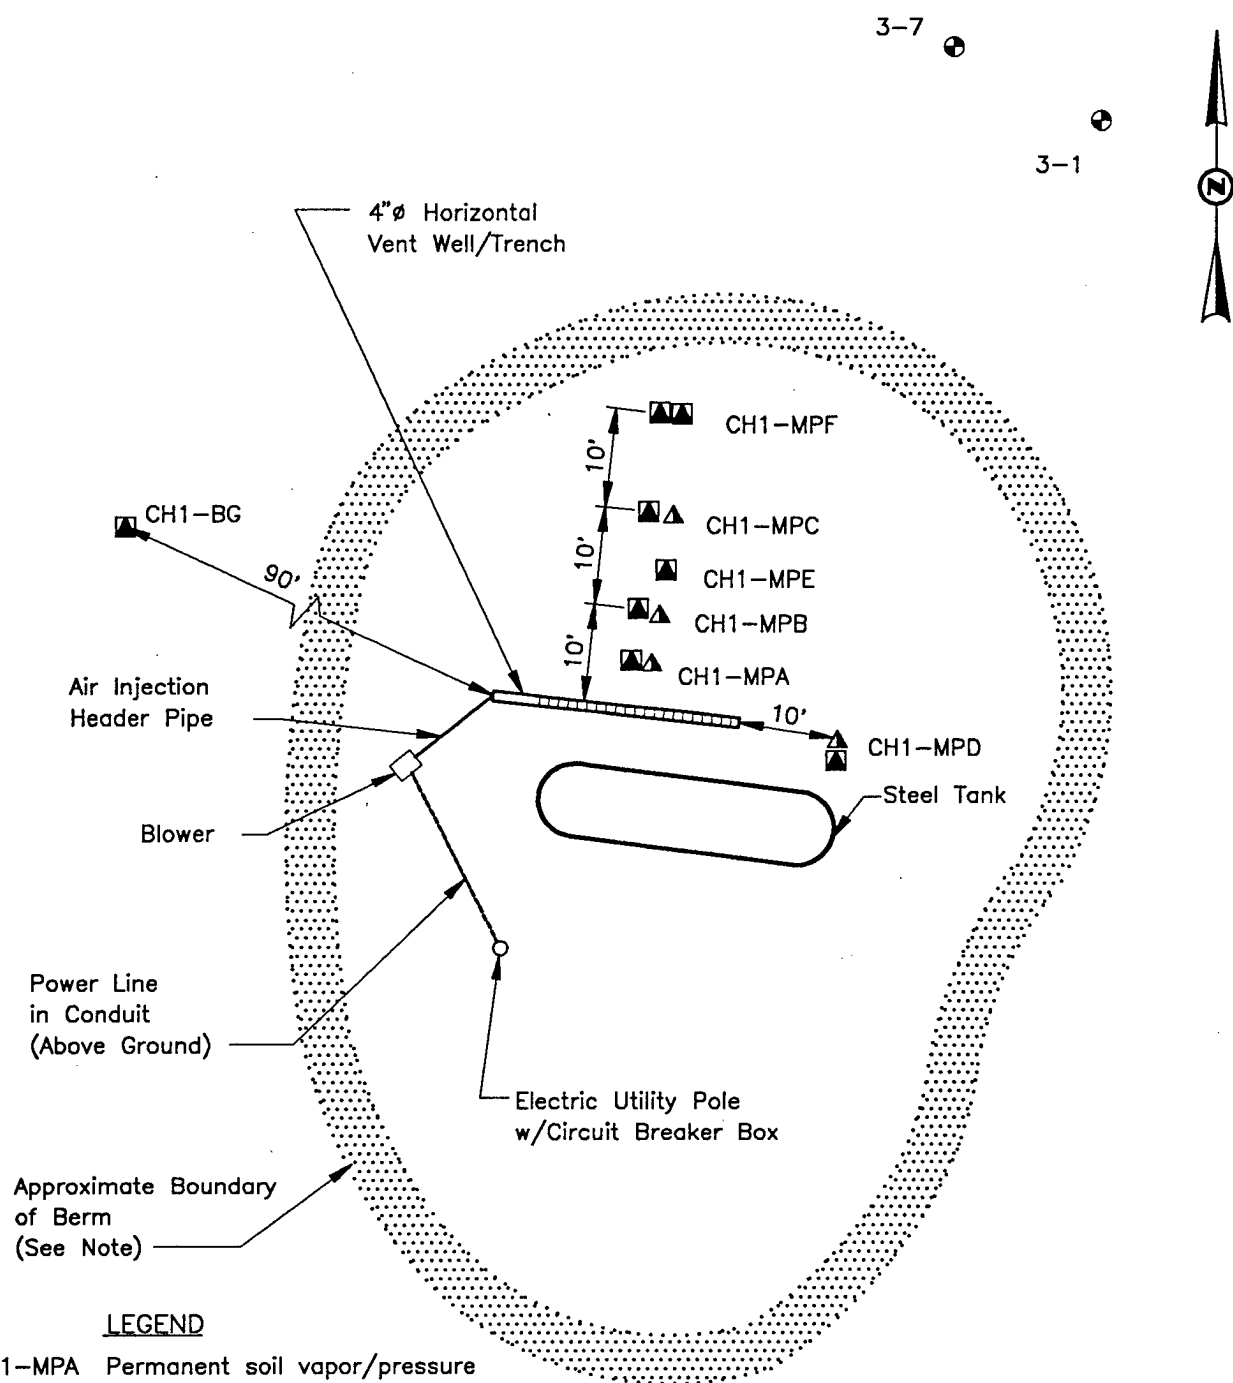 3-7
3-1
N
4"ø Horizontal
Vent Well/Trench
CH1-MPF
10'
CH1-BG
CH1-MPC
10'
90'
CH1-MPE
CH1-MPB
10'
CH1-MPA
Air Injection
Header Pipe
10'
CH1-MPD
Steel Tank
Blower
Power Line
in Conduit
(Above Ground)
Electric Utility Pole
w/Circuit Breaker Box
Approximate Boundary
of Berm
(See Note)
LEGEND
1-MPA Permanent soil vapor/pressure